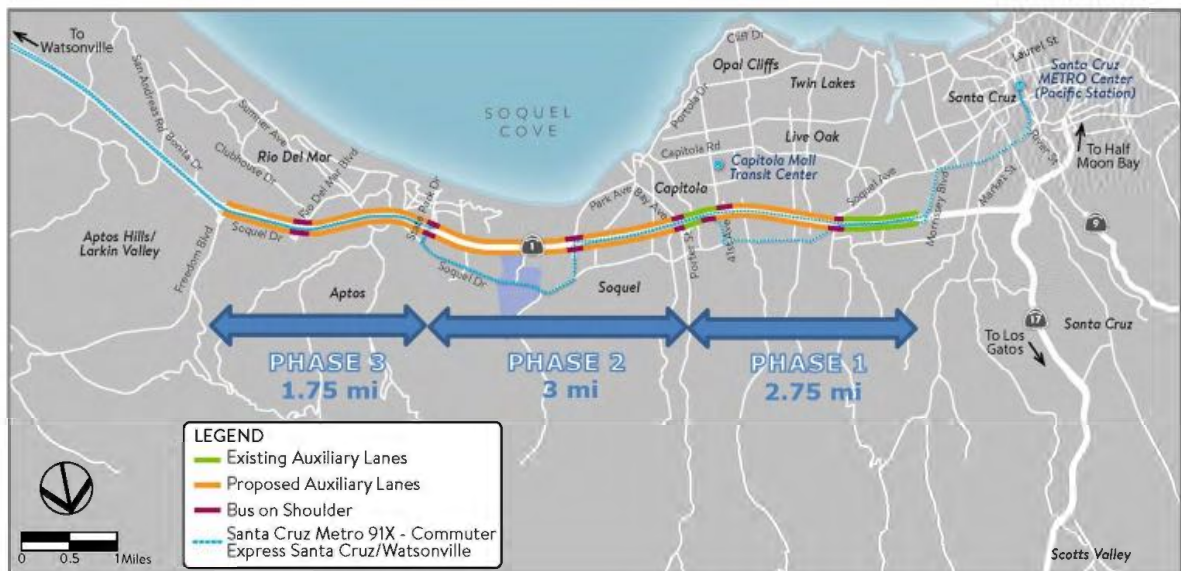 To
Watsonville
San Andreas Rd
Bonita Dr
Sumner Ave
Clubhouse Dr
Rio Del Mar
Rio Del Mar Blvd
Soquel Dr
Aptos Hills/
Larkin Valley
Freedom Blvd
Aptos
State Park Dr
Soquel Dr
SOQUEL
COVE
1
Soquel
Park Ave
Bay Ave
Capitola
Porter St
41st Ave
Capitola Rd
Capitola Mall
Transit Center
Portola Dr
Cliff Dr
Opal Cliffs
Twin Lakes
Live Oak
Soquel Ave
Morrissey Blvd
Market St
Santa Cruz
Laurel St
Santa Cruz
METRO Center
(Pacific Station)
River St
To Half
Moon Bay
9
17
Santa Cruz
To Los
Gatos
Scotts Valley
PHASE 3
1.75 mi
PHASE 2
3 mi
PHASE 1
2.75 mi
LEGEND
Existing Auxiliary Lanes
Proposed Auxiliary Lanes
Bus on Shoulder
Santa Cruz Metro 91X - Commuter
Express Santa Cruz/Watsonville
0 0.5 1 Miles